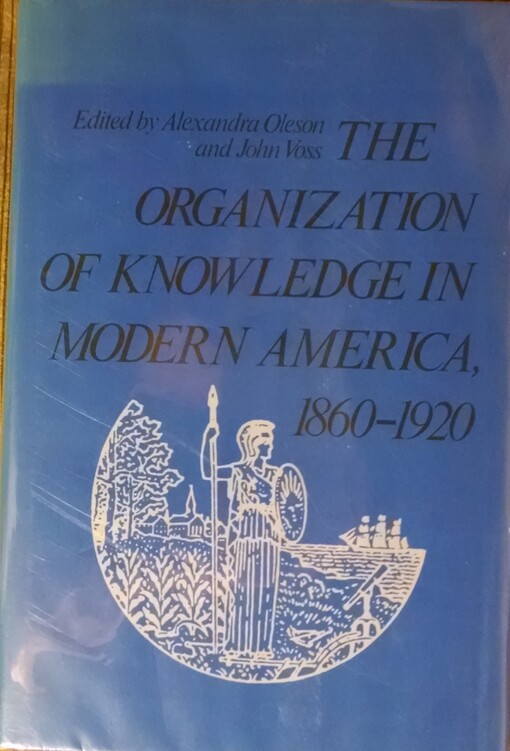 Edited by Alexandra Oleson
and John Voss
THE
ORGANIZATION
OF KNOWLEDGE IN
MODERN AMERICA,
1860–1920